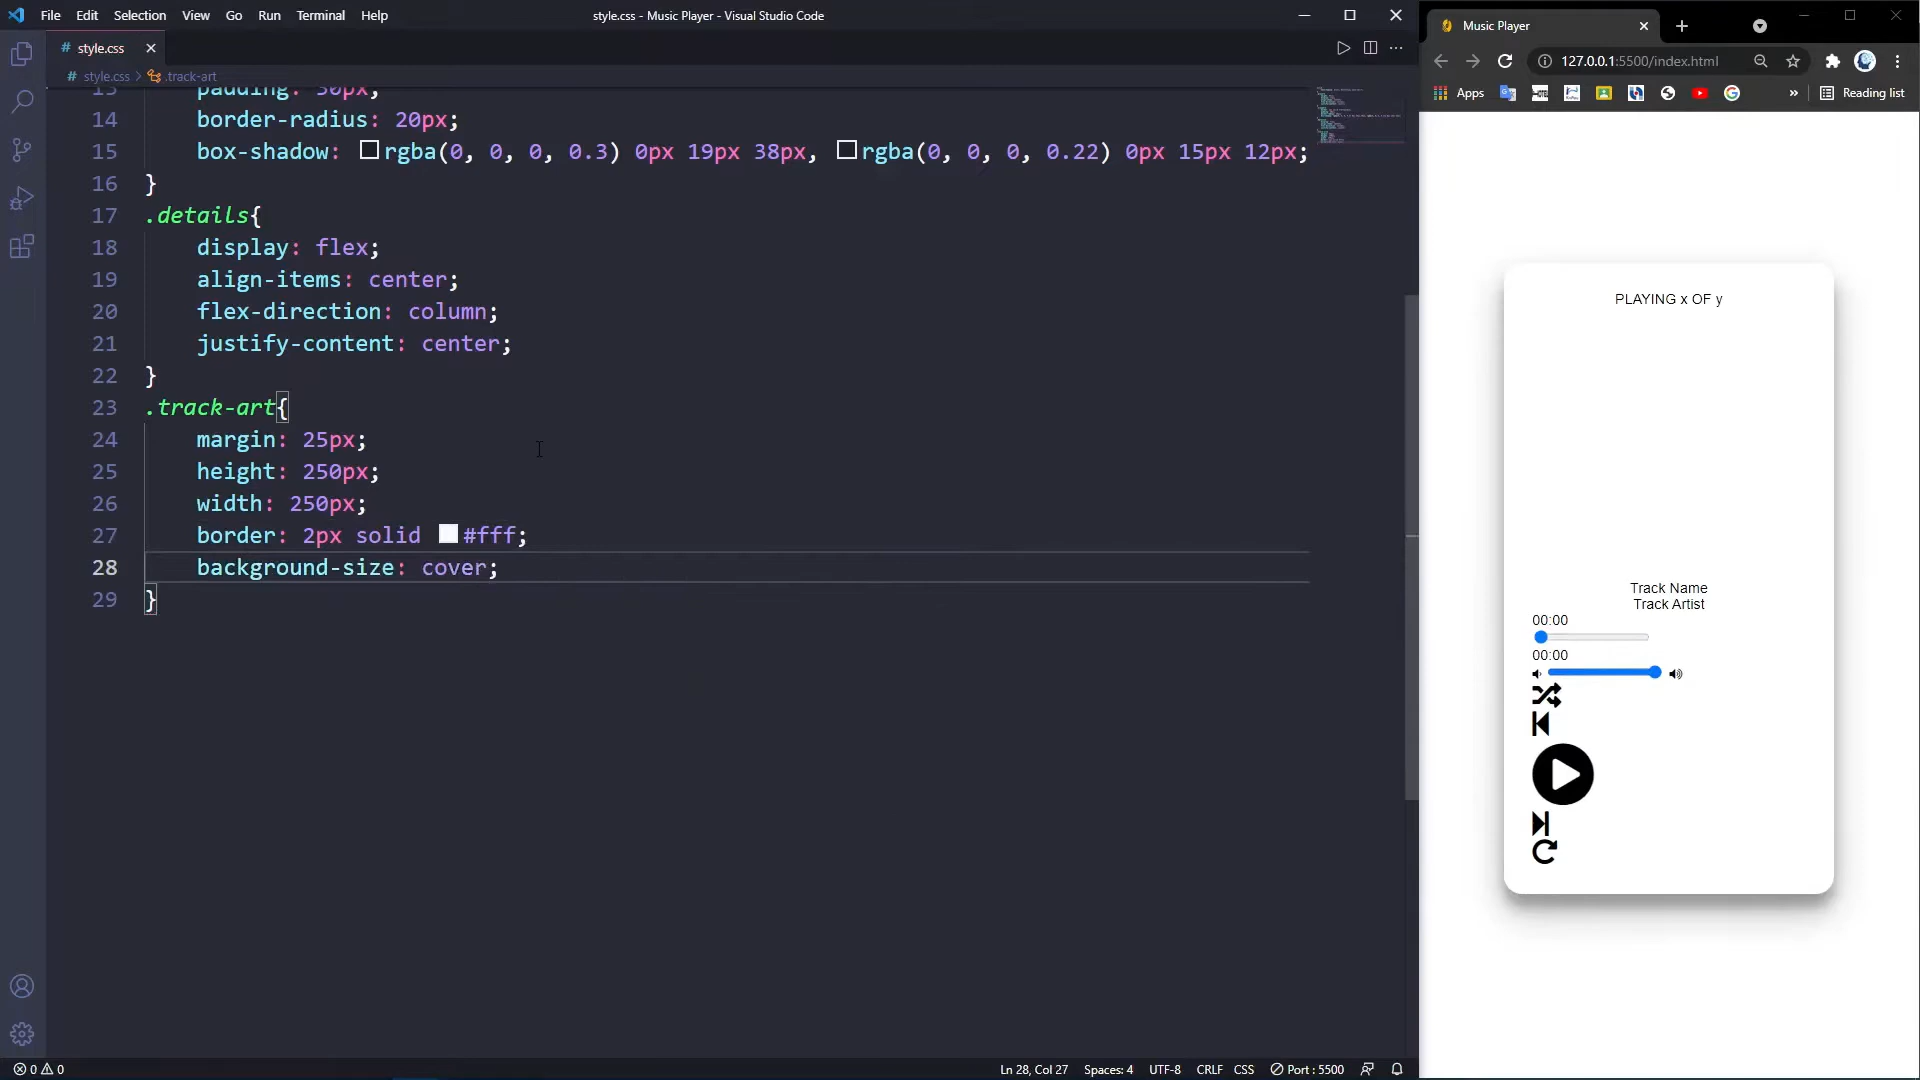 File Edit Selection View Go Run Terminal Help
style.css - Music Player - Visual Studio Code
# style.css
# style.css > .track-art
13 padding: 30px;
14 border-radius: 20px;
15 box-shadow: rgba(0, 0, 0, 0.3) 0px 19px 38px, rgba(0, 0, 0, 0.22) 0px 15px 12px;
16 }
17 .details{
18 display: flex;
19 align-items: center;
20 flex-direction: column;
21 justify-content: center;
22 }
23 .track-art{
24 margin: 25px;
25 height: 250px;
26 width: 250px;
27 border: 2px solid #fff;
28 background-size: cover;
29 }
0 0
Ln 28, Col 27 Spaces: 4 UTF-8 CRLF CSS Port : 5500
Music Player
127.0.0.1:5500/index.html
Apps » Reading list
PLAYING x OF y
Track Name
Track Artist
00:00
00:00